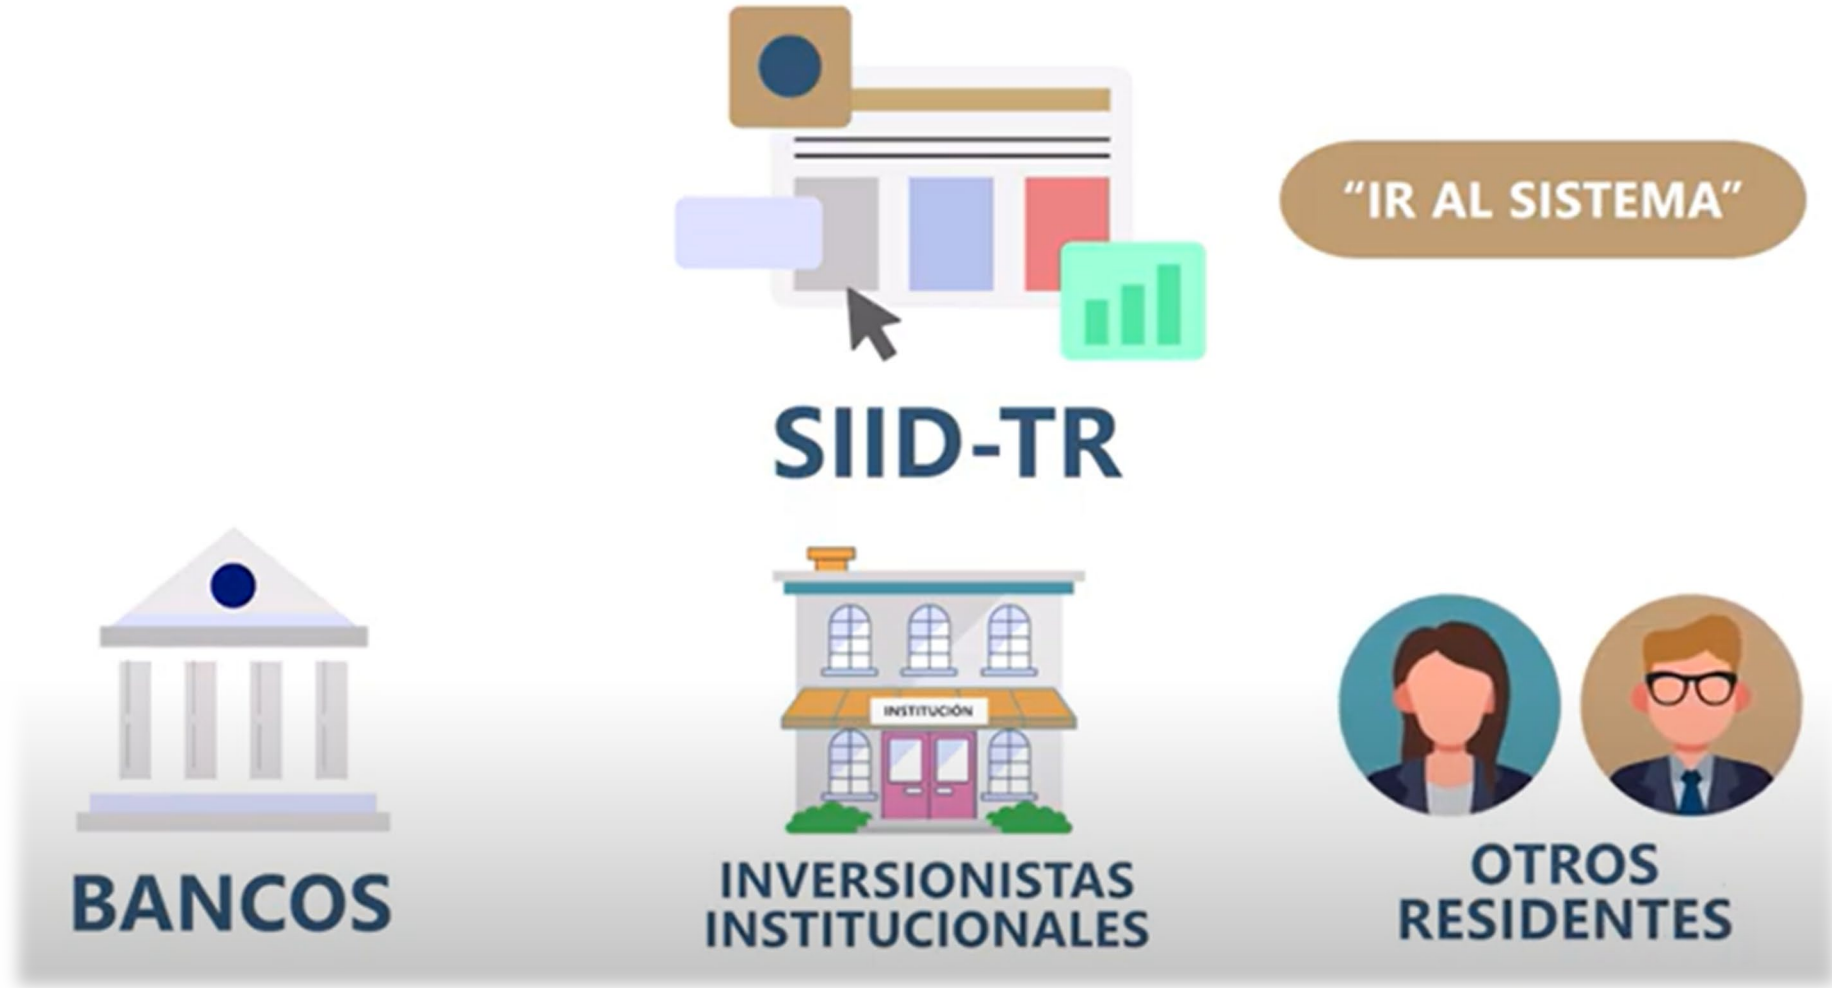 “IR AL SISTEMA”
SIID-TR
INSTITUCIÓN
BANCOS
INVERSIONISTAS
INSTITUCIONALES
OTROS
RESIDENTES